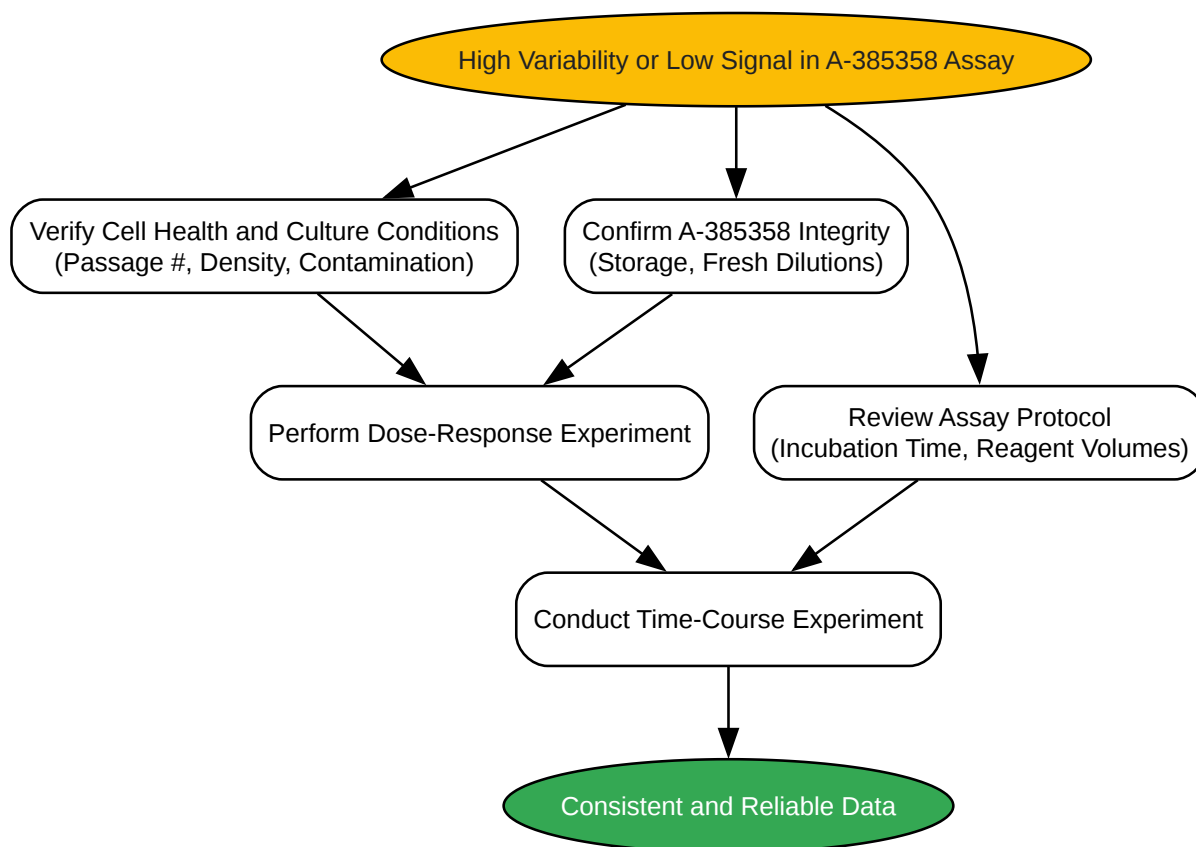 High Variability or Low Signal in A-385358 Assay
Verify Cell Health and Culture Conditions
(Passage #, Density, Contamination)
Confirm A-385358 Integrity
(Storage, Fresh Dilutions)
Perform Dose-Response Experiment
Review Assay Protocol
(Incubation Time, Reagent Volumes)
Conduct Time-Course Experiment
Consistent and Reliable Data